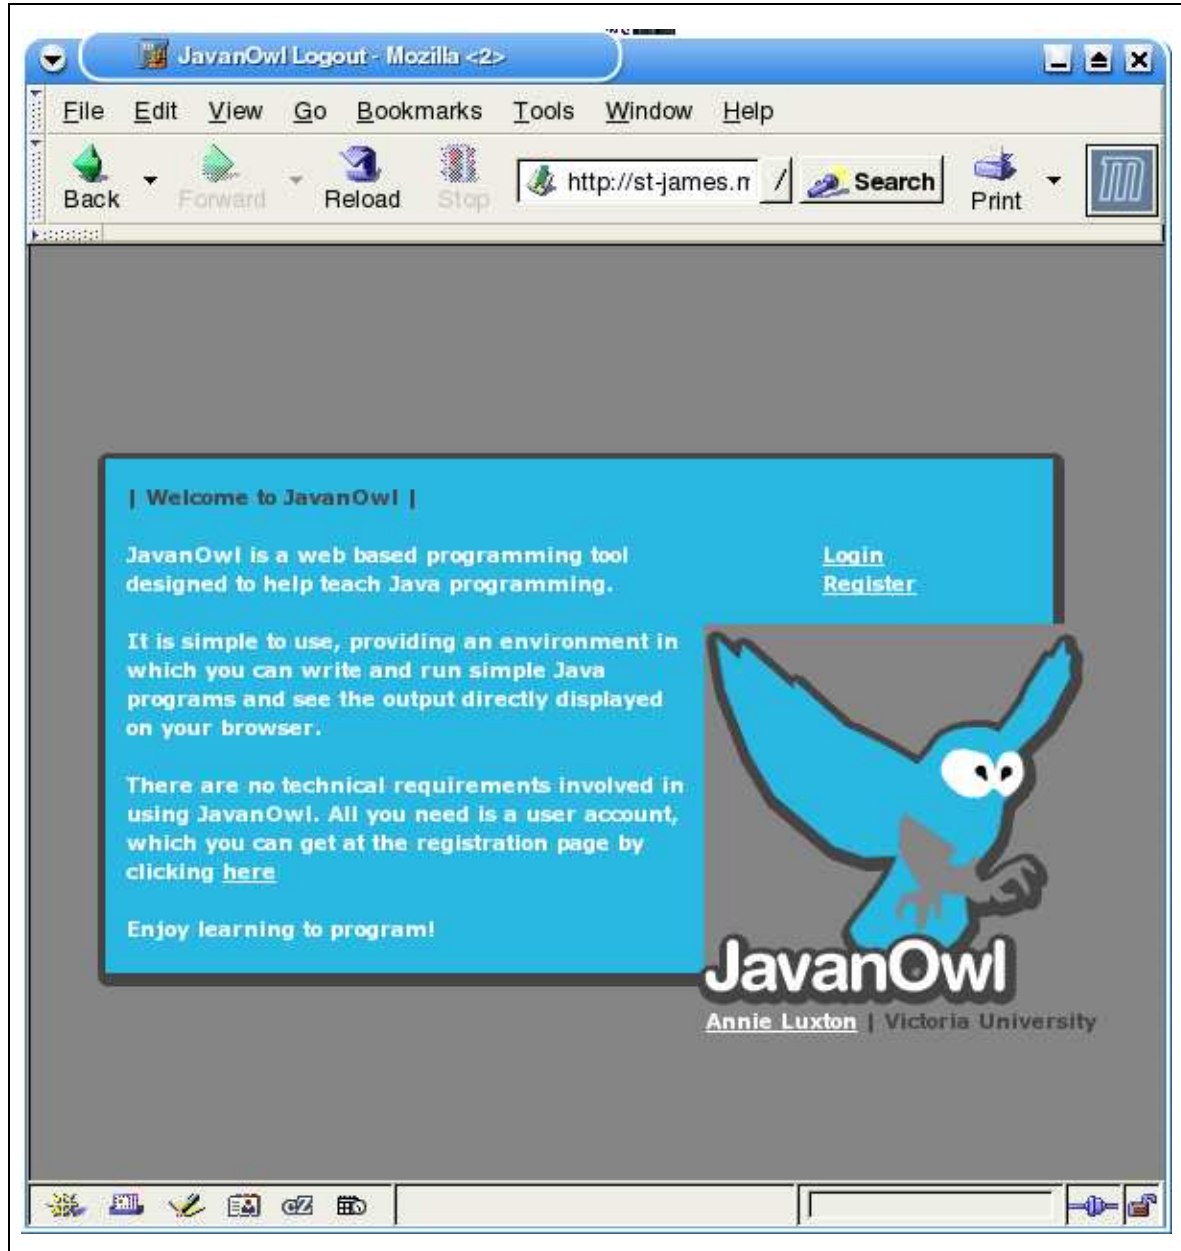 JavanOwl Logout - Mozilla <2>
File Edit View Go Bookmarks Tools Window Help
Back Forward Reload Stop http://st-james.m Search Print
| Welcome to JavanOwl |
JavanOwl is a web based programming tool
designed to help teach Java programming.
Login
Register
It is simple to use, providing an environment in
which you can write and run simple Java
programs and see the output directly displayed
on your browser.
There are no technical requirements involved in
using JavanOwl. All you need is a user account,
which you can get at the registration page by
clicking here
Enjoy learning to program!
JavanOwl
Annie Luxton | Victoria University